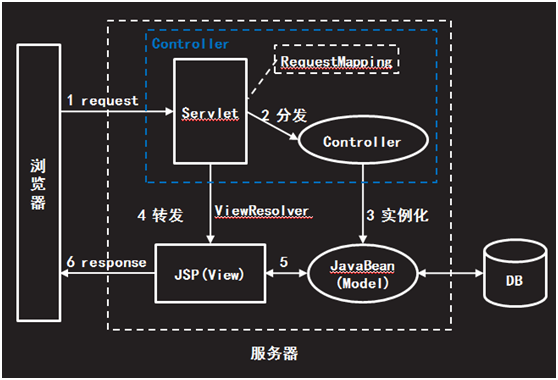 Controller
RequestMapping
1 request
Servlet
2 分发
Controller
浏览器
4 转发
ViewResolver
3 实例化
6 response
JSP(View)
5
JavaBean
(Model)
DB
服务器